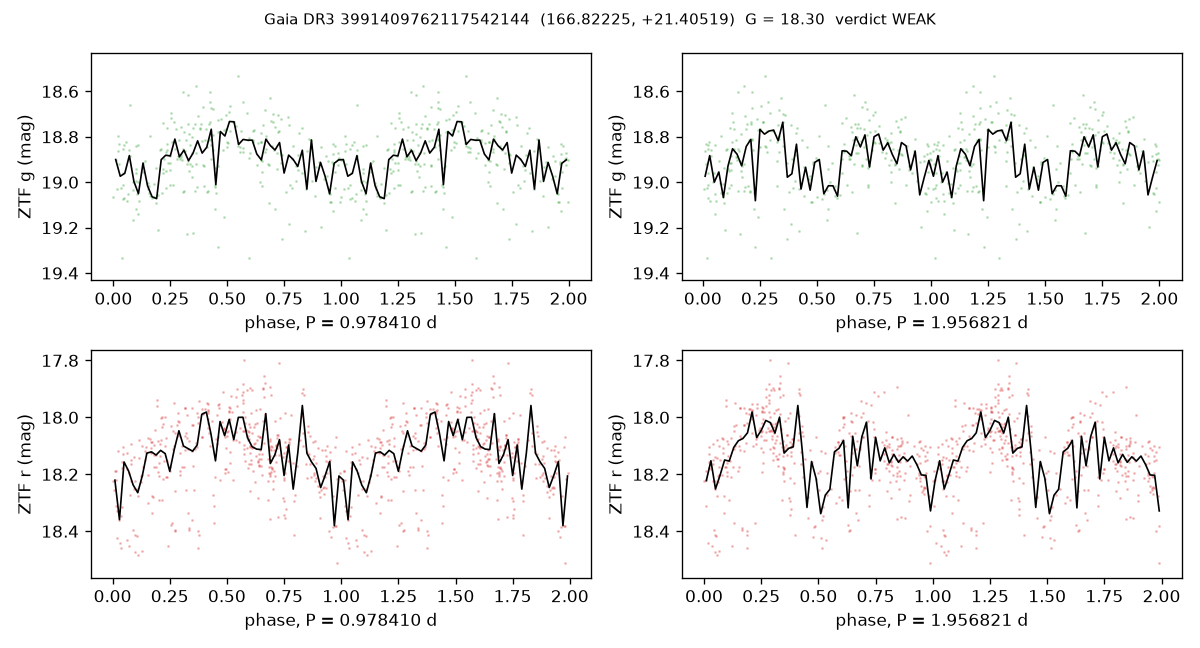 Gaia DR3 3991409762117542144 (166.82225, +21.40519) G = 18.30 verdict WEAK
ZTF g (mag)
18.6
18.8
19.0
19.2
19.4
0.00 0.25 0.50 0.75 1.00 1.25 1.50 1.75 2.00
phase, P = 0.978410 d
ZTF g (mag)
18.6
18.8
19.0
19.2
19.4
0.00 0.25 0.50 0.75 1.00 1.25 1.50 1.75 2.00
phase, P = 1.956821 d
ZTF r (mag)
17.8
18.0
18.2
18.4
0.00 0.25 0.50 0.75 1.00 1.25 1.50 1.75 2.00
phase, P = 0.978410 d
ZTF r (mag)
17.8
18.0
18.2
18.4
0.00 0.25 0.50 0.75 1.00 1.25 1.50 1.75 2.00
phase, P = 1.956821 d